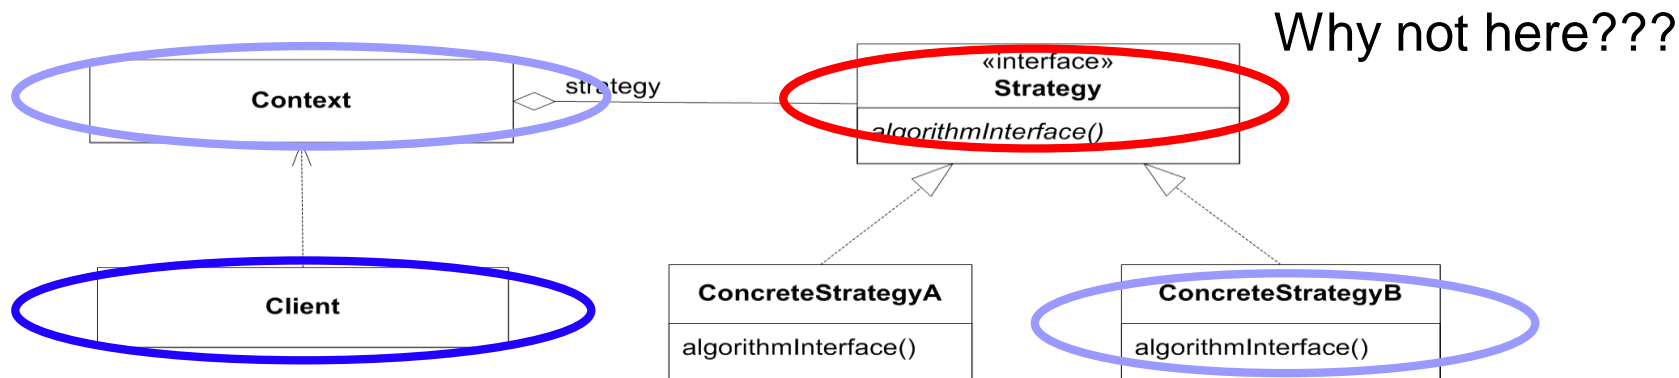 Why not here???
«interface»
Strategy
Context
strategy
algorithmInterface()
Client
ConcreteStrategyA
ConcreteStrategyB
algorithmInterface()
algorithmInterface()